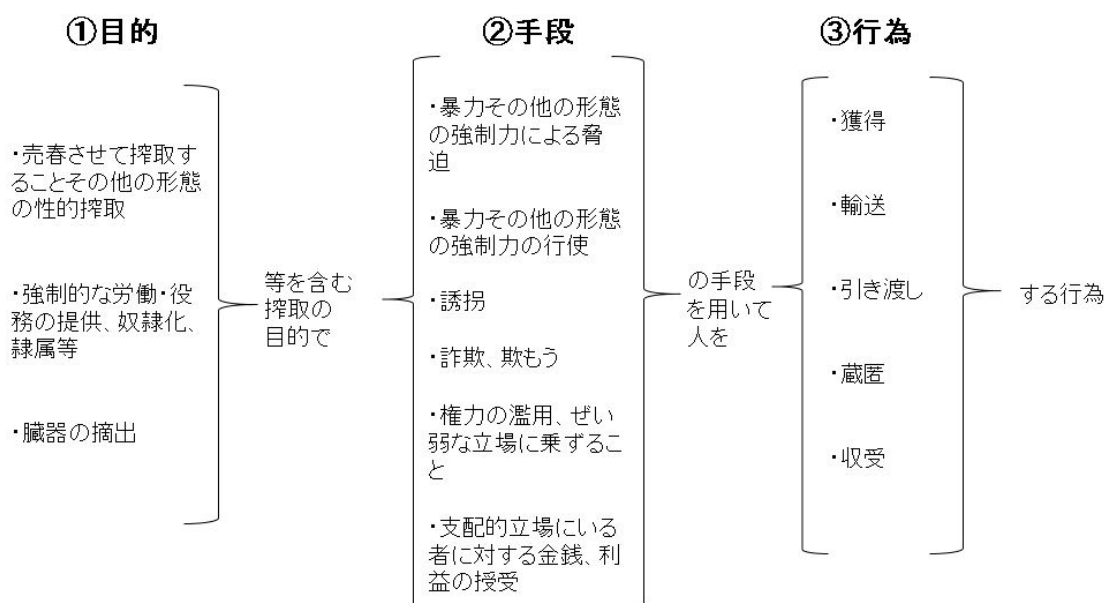 ①目的
・売春させて搾取す
ることその他の形態
の性的搾取
・強制的な労働・役
務の提供、奴隷化、
隷属等
・臓器の摘出
等を含む
搾取の
目的で
②手段
・暴力その他の形態
の強制力による脅
迫
・暴力その他の形態
の強制力の行使
・誘拐
・詐欺、欺もう
・権力の濫用、ぜい
弱な立場に乗ずるこ
と
・支配的立場にいる
者に対する金銭、利
益の授受
の手段
を用いて
人を
③行為
・獲得
・輸送
・引き渡し
・蔵匿
・収受
する行為